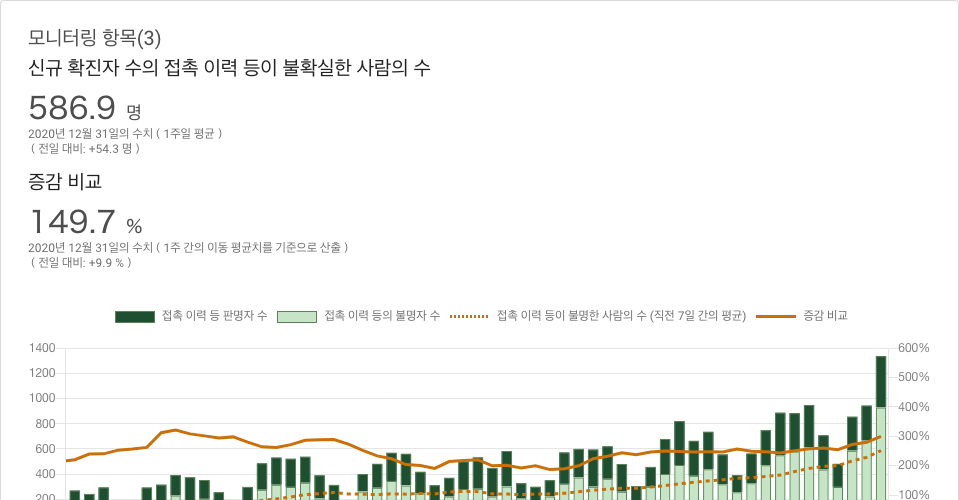 모니터링 항목(3)
신규 확진자 수의 접촉 이력 등이 불확실한 사람의 수
586.9 명
2020년 12월 31일의 수치 ( 1주일 평균 )
( 전일 대비: +54.3 명 )
증감 비교
149.7 %
2020년 12월 31일의 수치 ( 1주 간의 이동 평균치를 기준으로 산출 )
( 전일 대비: +9.9 % )
접촉 이력 등 판명자 수 접촉 이력 등의 불명자 수 접촉 이력 등이 불명한 사람의 수 (직전 7일 간의 평균) 증감 비교
1400 600%
1200 500%
1000 400%
800 300%
600 200%
400 100%
200